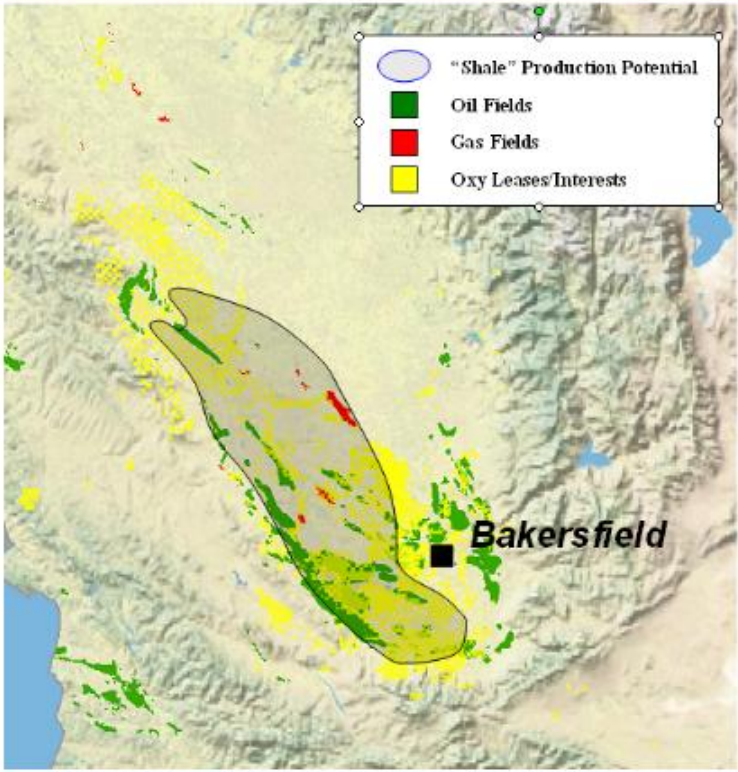 “Shale” Production Potential
Oil Fields
Gas Fields
Oxy Leases/Interests
Bakersfield